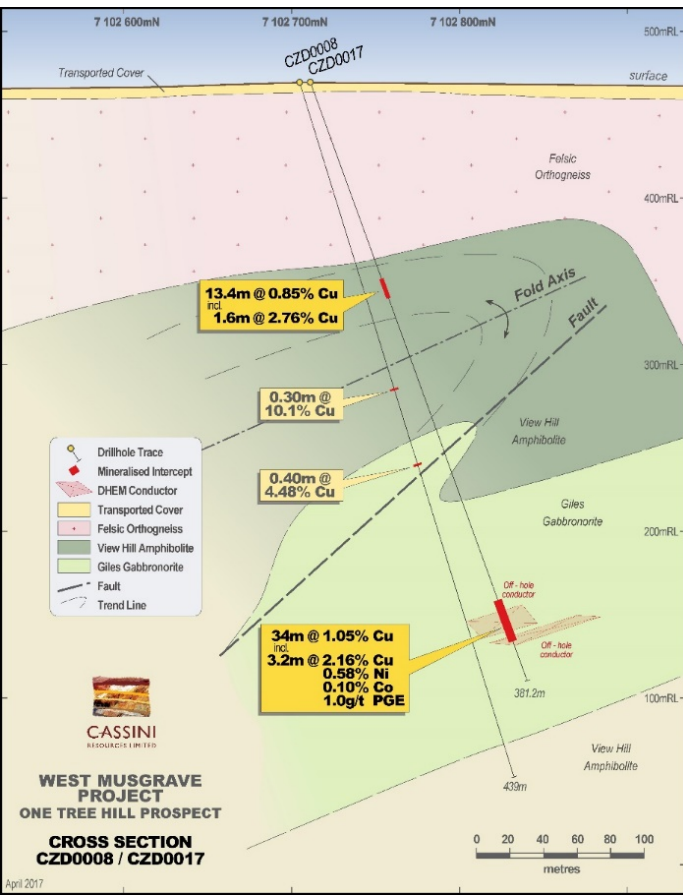 7 102 600mN
7 102 700mN
7 102 800mN
500mRL
CZD0008
CZD0017
Transported Cover
surface
Felsic
Orthogneiss
400mRL
13.4m @ 0.85% Cu
incl.
1.6m @ 2.76% Cu
Fold Axis
Fault
300mRL
0.30m @
10.1% Cu
View Hill
Amphibolite
Drillhole Trace
Mineralised Intercept
DHEM Conductor
Transported Cover
Felsic Orthogneiss
View Hill Amphibolite
Giles Gabbronorite
Fault
Trend Line
0.40m @
4.48% Cu
Giles
Gabbronorite
200mRL
Off - hole
conductor
34m @ 1.05% Cu
incl.
3.2m @ 2.16% Cu
0.58% Ni
0.10% Co
1.0g/t PGE
Off - hole
conductor
381.2m
100mRL
CASSINI
RESOURCES LIMITED
View Hill
Amphibolite
439m
WEST MUSGRAVE
PROJECT
ONE TREE HILL PROSPECT
CROSS SECTION
CZD0008 / CZD0017
0 20 40 60 80 100
metres
April 2017